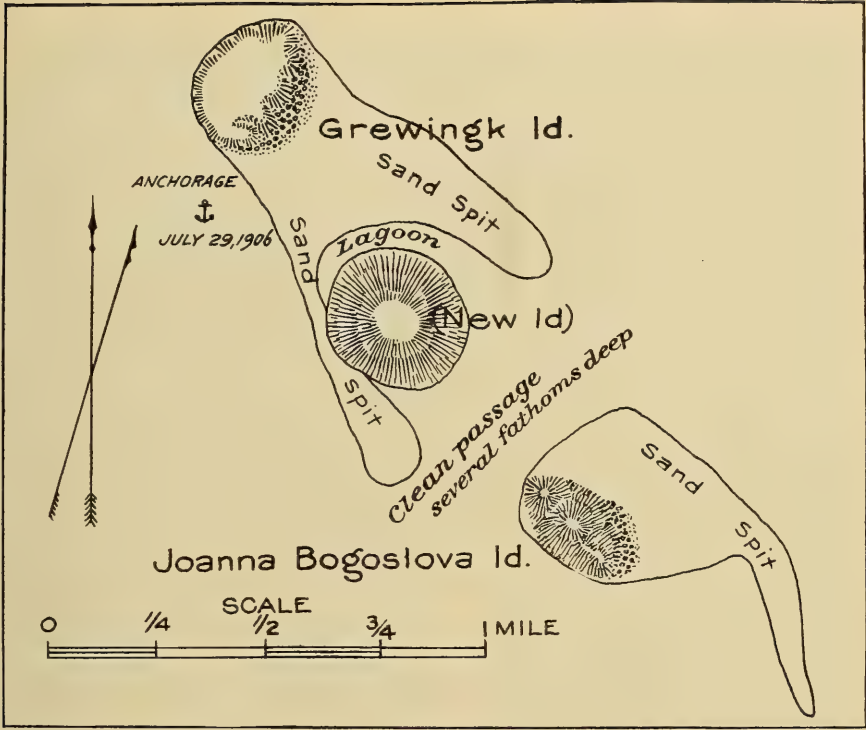 Grewingk Id.
Sand Spit
ANCHORAGE
JULY 29, 1906
Sand
Lagoon
(New Id)
Spit
Clean passage
several fathoms deep
Sand
Spit
Joanna Bogoslova Id.
SCALE
0 1/4 1/2 3/4 1 MILE